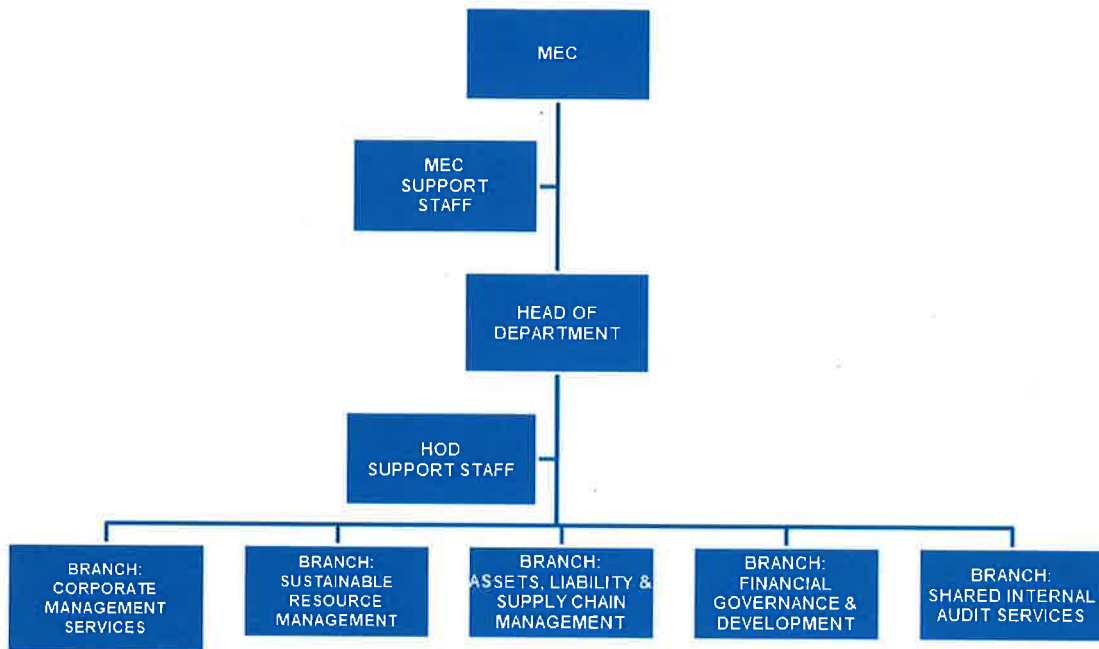 MEC
MEC
SUPPORT
STAFF
HEAD OF
DEPARTMENT
HOD
SUPPORT STAFF
BRANCH:
CORPORATE
MANAGEMENT
SERVICES
BRANCH:
SUSTAINABLE
RESOURCE
MANAGEMENT
BRANCH:
ASSETS, LIABILITY &
SUPPLY CHAIN
MANAGEMENT
BRANCH:
FINANCIAL
GOVERNANCE &
DEVELOPMENT
BRANCH:
SHARED INTERNAL
AUDIT SERVICES